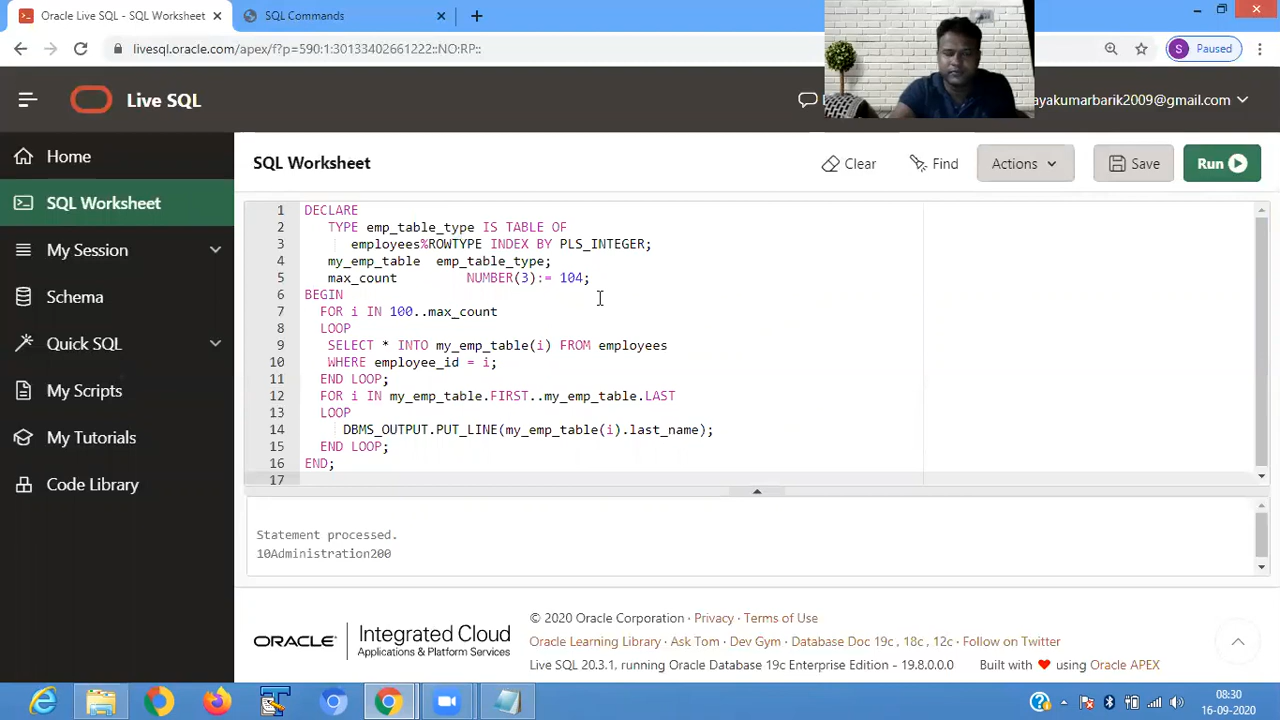 Oracle Live SQL - SQL Worksheet
SQL Commands
livesql.oracle.com/apex/f?p=590:1:130133402661222::NO:RP::
Paused
Live SQL
ayakumarbarik2009@gmail.com
Home
SQL Worksheet
My Session
Schema
Quick SQL
My Scripts
My Tutorials
Code Library
SQL Worksheet
Clear
Find
Actions
Save
Run
1 DECLARE
2 TYPE emp_table_type IS TABLE OF
3 employees%ROWTYPE INDEX BY PLS_INTEGER;
4 my_emp_table emp_table_type;
5 max_count NUMBER(3):= 104;
6 BEGIN
7 FOR i IN 100..max_count
8 LOOP
9 SELECT * INTO my_emp_table(i) FROM employees
10 WHERE employee_id = i;
11 END LOOP;
12 FOR i IN my_emp_table.FIRST..my_emp_table.LAST
13 LOOP
14 DBMS_OUTPUT.PUT_LINE(my_emp_table(i).last_name);
15 END LOOP;
16 END;
17
Statement processed.
10Administration200
ORACLE Integrated Cloud
Applications & Platform Services
© 2020 Oracle Corporation · Privacy · Terms of Use
Oracle Learning Library · Ask Tom · Dev Gym · Database Doc 19c, 18c, 12c · Follow on Twitter
Live SQL 20.3.1, running Oracle Database 19c Enterprise Edition - 19.8.0.0.0 Built with ❤ using Oracle APEX
08:30
16-09-2020